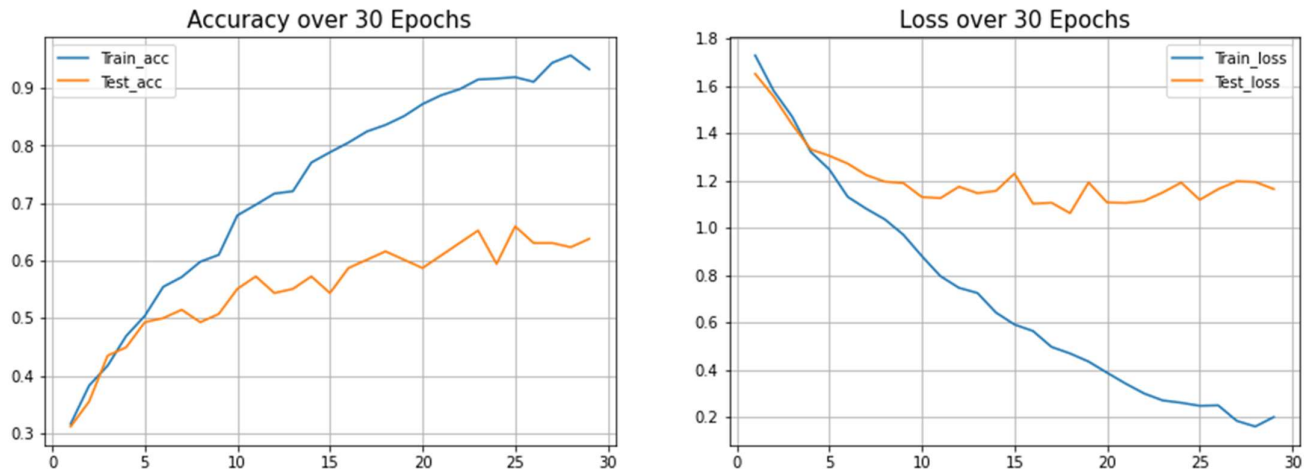 Accuracy over 30 Epochs
Train_acc
Test_acc
0.9
0.8
0.7
0.6
0.5
0.4
0.3
0 5 10 15 20 25 30
Loss over 30 Epochs
Train_loss
Test_loss
1.8
1.6
1.4
1.2
1.0
0.8
0.6
0.4
0.2
0 5 10 15 20 25 30